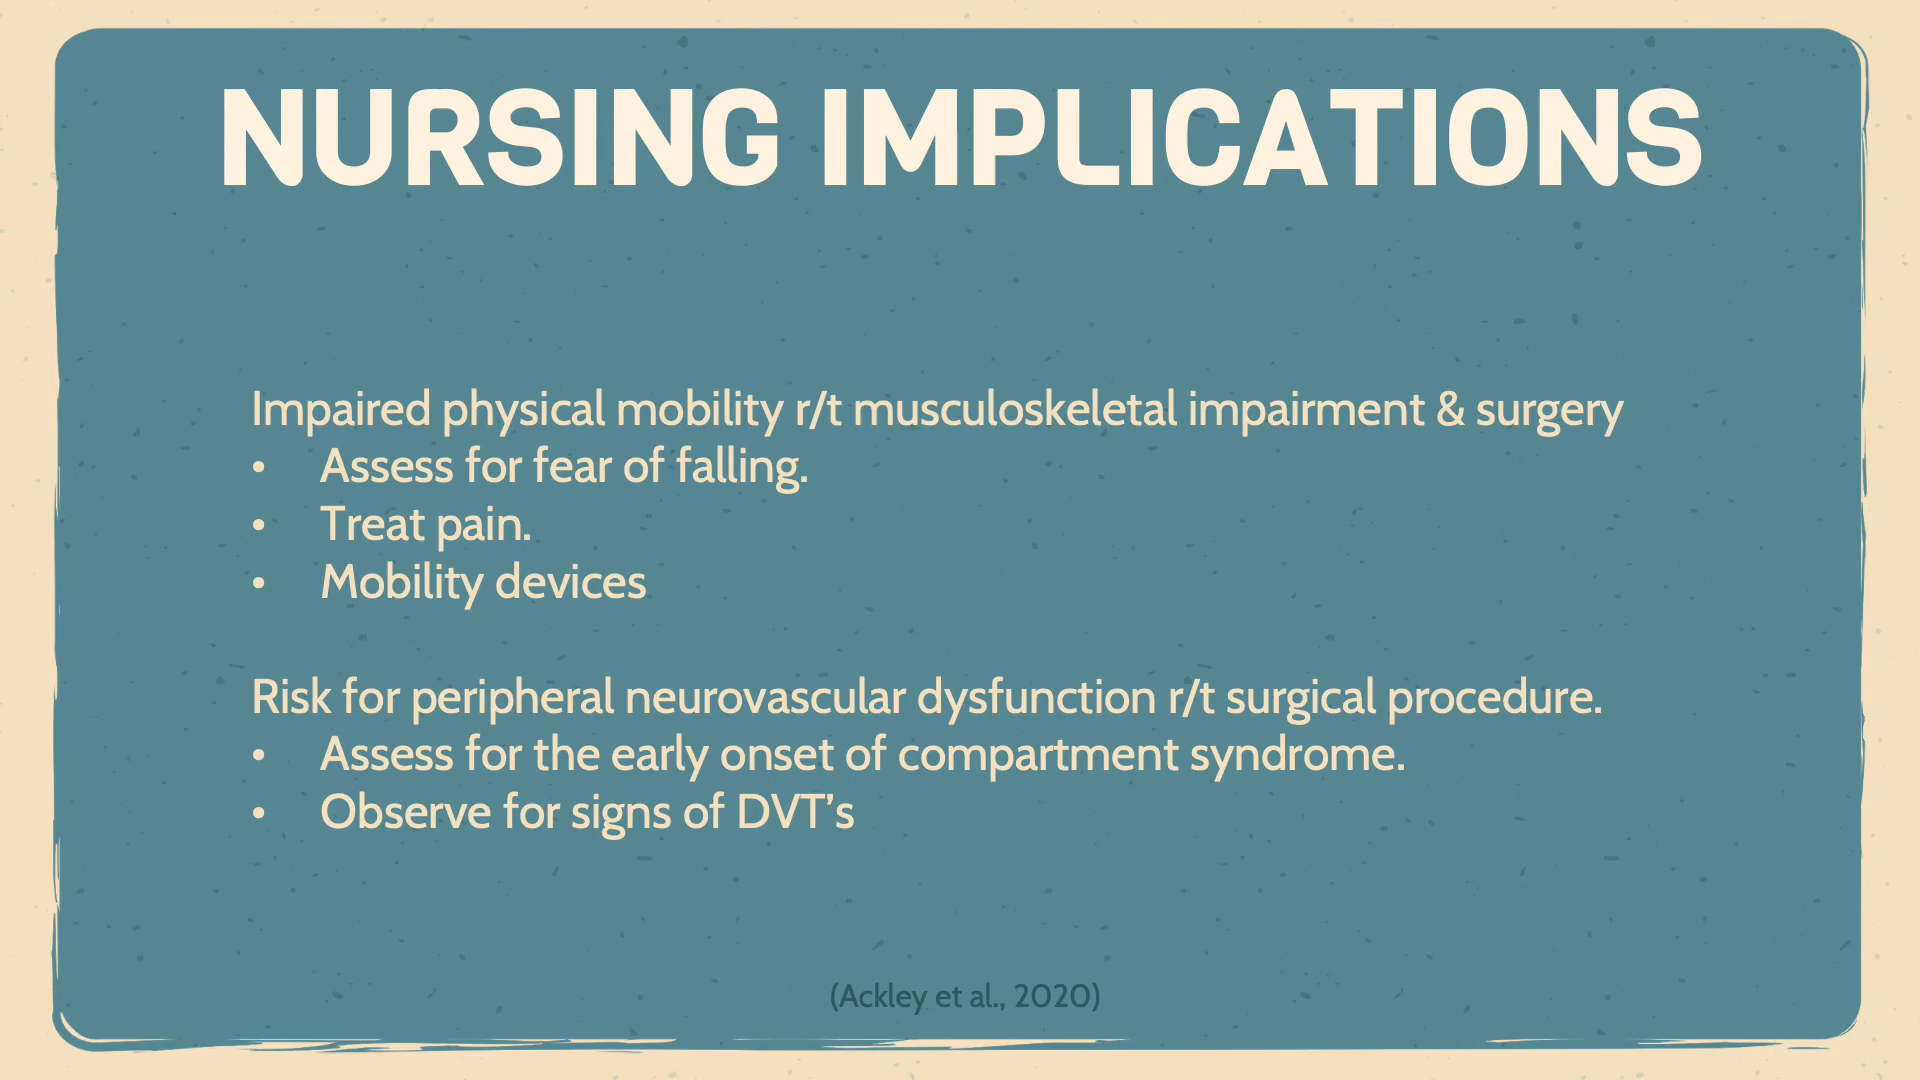 NURSING IMPLICATIONS
Impaired physical mobility r/t musculoskeletal impairment & surgery
• Assess for fear of falling.
• Treat pain.
• Mobility devices
Risk for peripheral neurovascular dysfunction r/t surgical procedure.
• Assess for the early onset of compartment syndrome.
• Observe for signs of DVT’s
(Ackley et al., 2020)